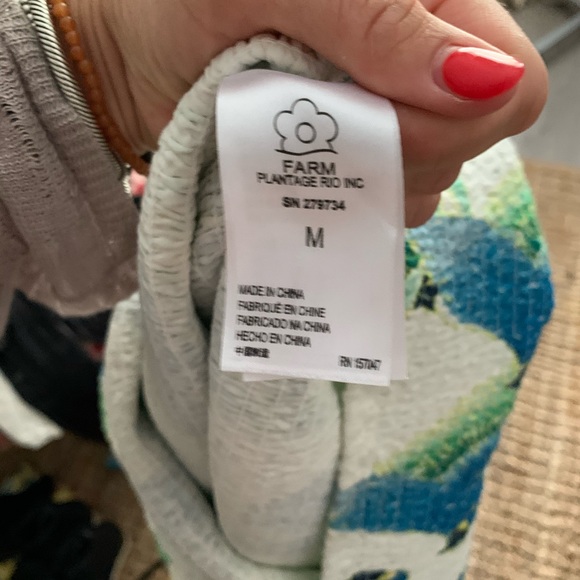 FARM
PLANTAGE RIO INC
SN 279734
M
MADE IN CHINA
FABRIQUÉ EN CHINE
FABRICADO NA CHINA
HECHO EN CHINA
中国制造
RN 157047